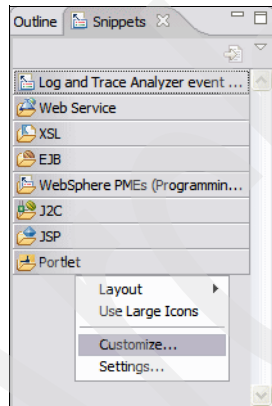 Outline Snippets
Log and Trace Analyzer event ...
Web Service
XSL
EJB
WebSphere PMEs (Programmin...
J2C
JSP
Portlet
Layout
Use Large Icons
Customize...
Settings...